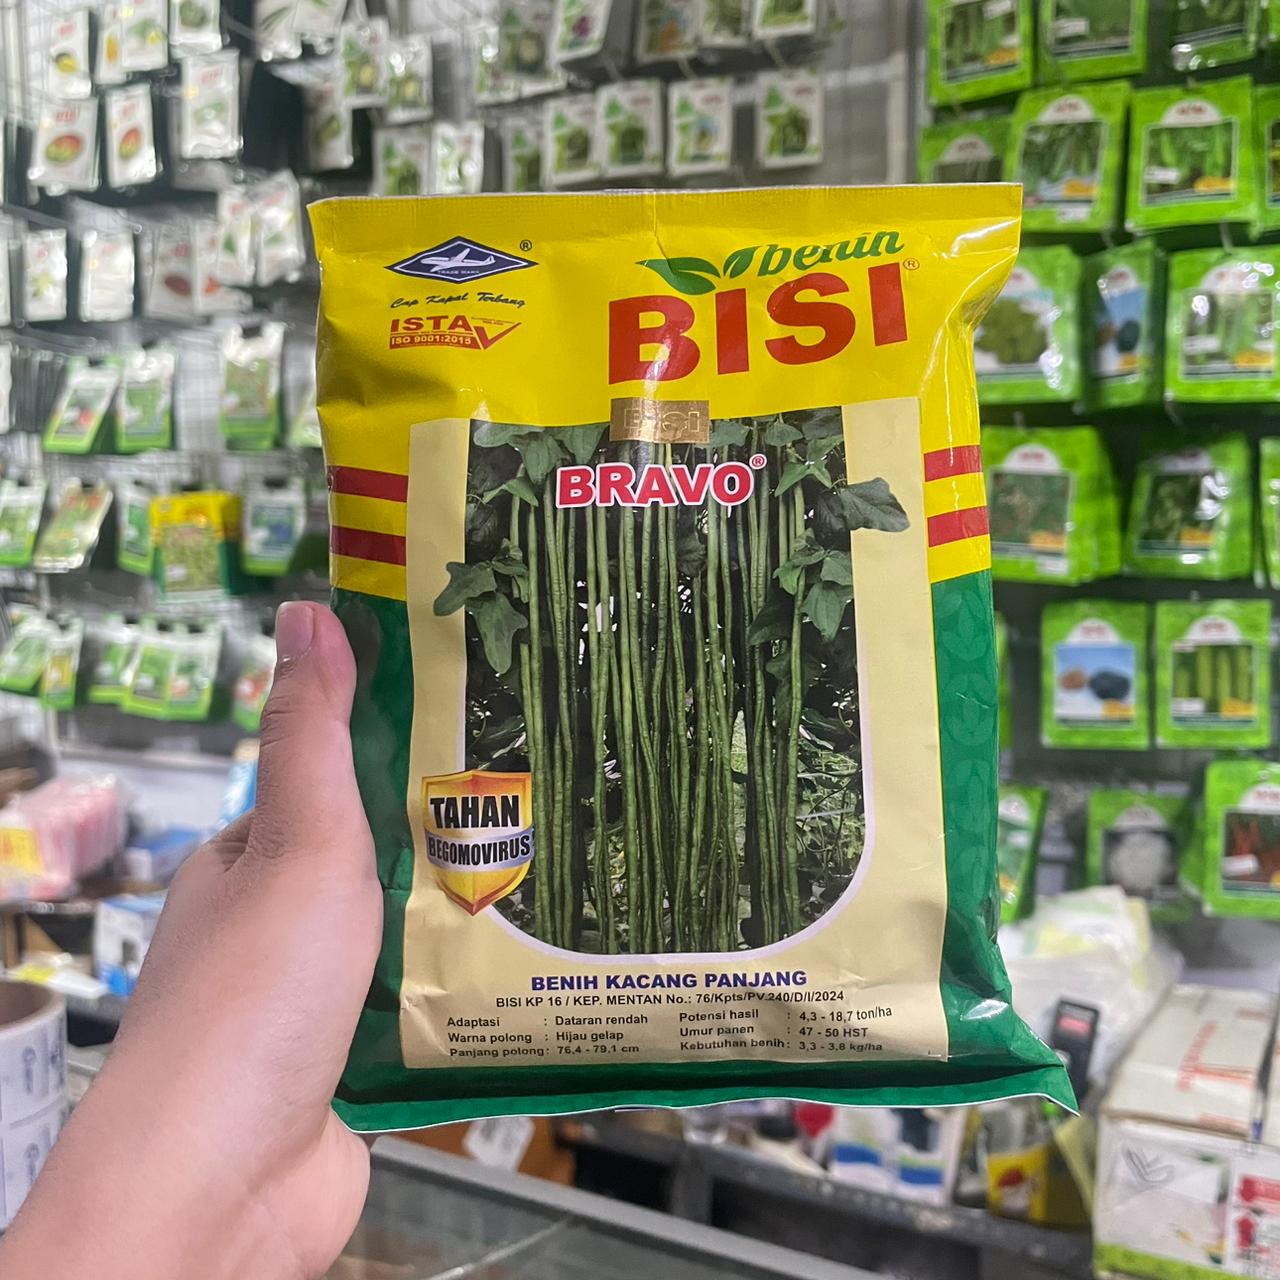 benih
BISI®
®
TRADE MARK
Cap Kapal Terbang
ISTA
ISO 9001:2015
BISI
BRAVO®
TAHAN
BEGOMOVIRUS
BENIH KACANG PANJANG
BISI KP 16 / KEP. MENTAN No.: 76/Kpts/PV.240/D/I/2024
Adaptasi : Dataran rendah
Warna polong : Hijau gelap
Panjang polong : 76,4 - 79,1 cm
Potensi hasil : 4,3 - 18,7 ton/ha
Umur panen : 47 - 50 HST
Kebutuhan benih : 3,3 - 3,8 kg/ha